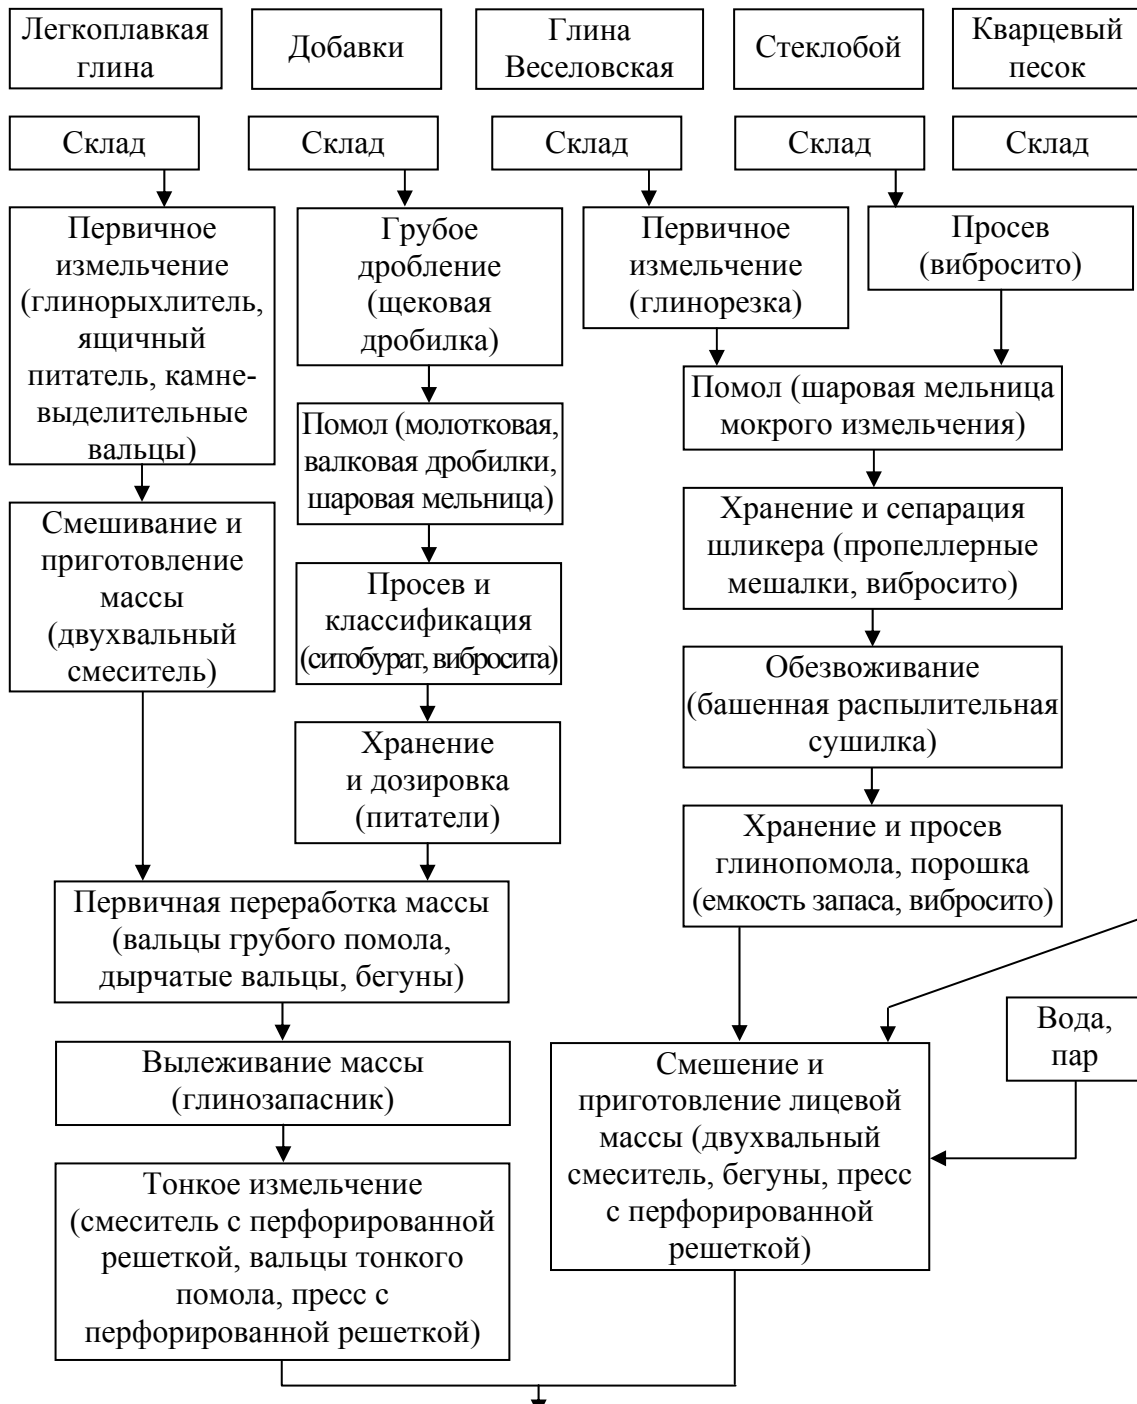 Легкоплавкая
глина
Добавки
Глина
Веселовская
Стеклобой
Кварцевый
песок
Склад
Склад
Склад
Склад
Склад
Первичное
измельчение
(глинорыхлитель,
ящичный
питатель, камне-
выделительные
вальцы)
Грубое
дробление
(щековая
дробилка)
Первичное
измельчение
(глинорезка)
Просев
(вибросито)
Помол (молотковая,
валковая дробилки,
шаровая мельница)
Помол (шаровая мельница
мокрого измельчения)
Смешивание и
приготовление
массы
(двухвальный
смеситель)
Просев и
классификация
(ситобурат, вибросита)
Хранение и сепарация
шликера (пропеллерные
мешалки, вибросито)
Обезвоживание
(башенная распылительная
сушилка)
Хранение
и дозировка
(питатели)
Хранение и просев
глинопомола, порошка
(емкость запаса, вибросито)
Первичная переработка массы
(вальцы грубого помола,
дырчатые вальцы, бегуны)
Вода,
пар
Вылеживание массы
(глинозапасник)
Смешение и
приготовление лицевой
массы (двухвальный
смеситель, бегуны, пресс
с перфорированной
решеткой)
Тонкое измельчение
(смеситель с перфорированной
решеткой, вальцы тонкого
помола, пресс с
перфорированной решеткой)